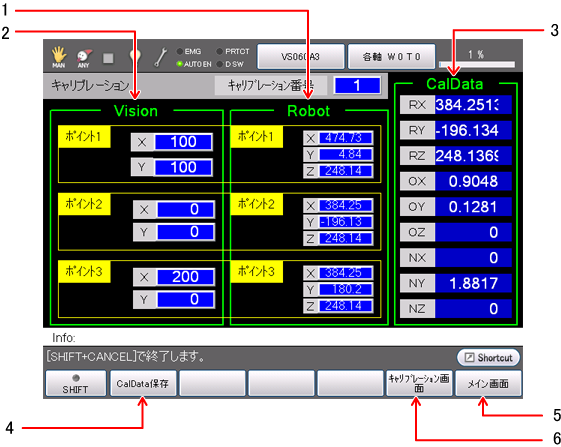 1
2
3
MAN
ANY
EMG
AUTO EN
PRTCT
D SW
VS060A3
各軸 W 0 T 0
1 %
キャリブレーション
キャリブレーション番号
1
CalData
Vision
Robot
RX 384.2513
RY -196.134
RZ 248.1369
OX 0.9048
OY 0.1281
OZ 0
NX 0
NY 1.8817
NZ 0
ポイント1
X 100
Y 100
ポイント1
X 474.73
Y 4.84
Z 248.14
ポイント2
X 0
Y 0
ポイント2
X 384.25
Y -196.13
Z 248.14
ポイント3
X 200
Y 0
ポイント3
X 384.25
Y 180.2
Z 248.14
Info:
[SHIFT+CANCEL]で終了します。
Shortcut
SHIFT
CalData保存
キャリブレーション画面
メイン画面
4
5
6